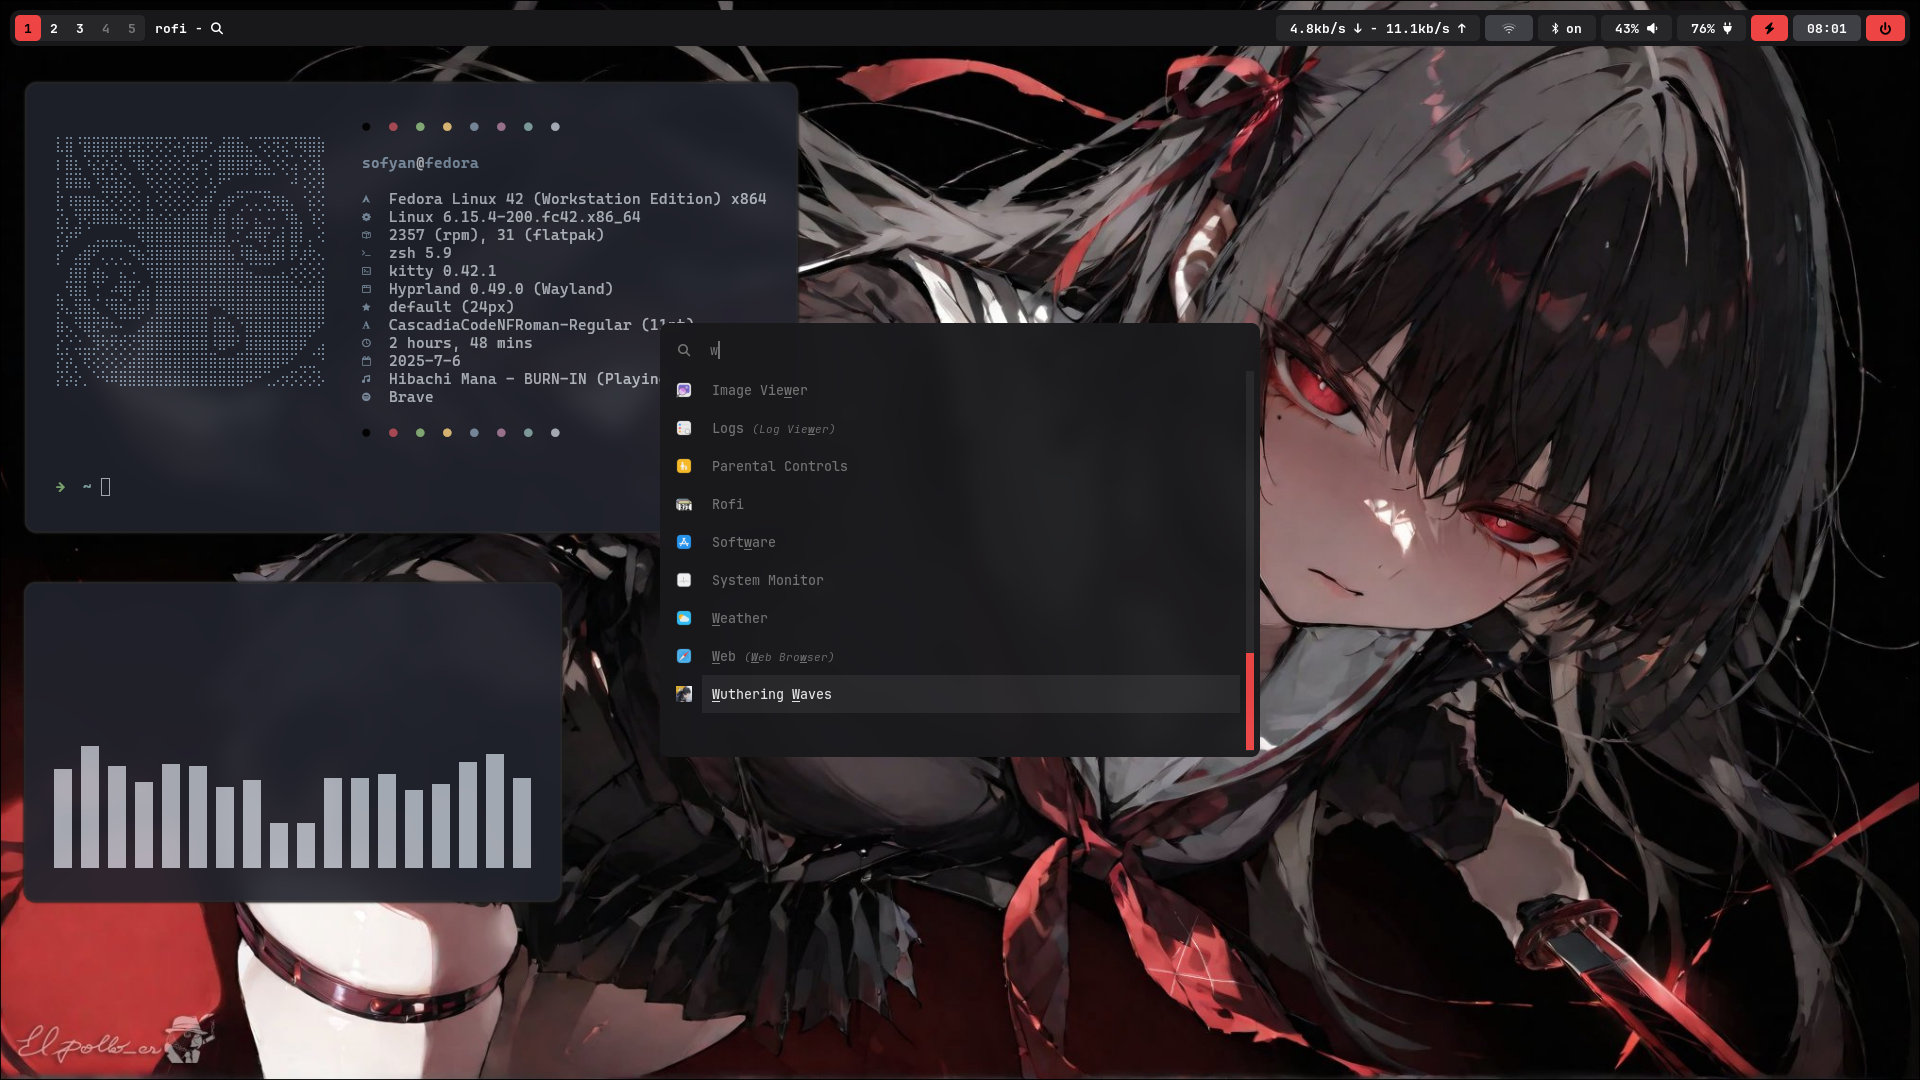 1 2 3 4 5 rofi -
4.8kb/s ↓ - 11.1kb/s ↑ on 43% 76% 08:01
sofyan@fedora
Fedora Linux 42 (Workstation Edition) x864
Linux 6.15.4-200.fc42.x86_64
2357 (rpm), 31 (flatpak)
zsh 5.9
kitty 0.42.1
Hyprland 0.49.0 (Wayland)
default (24px)
CascadiaCodeNFRoman-Regular (11pt)
2 hours, 48 mins
2025-7-6
Hibachi Mana - BURN-IN (Playin
Brave
→ ~
w
Image Viewer
Logs (Log Viewer)
Parental Controls
Rofi
Software
System Monitor
Weather
Web (Web Browser)
Wuthering Waves
El pollo_er